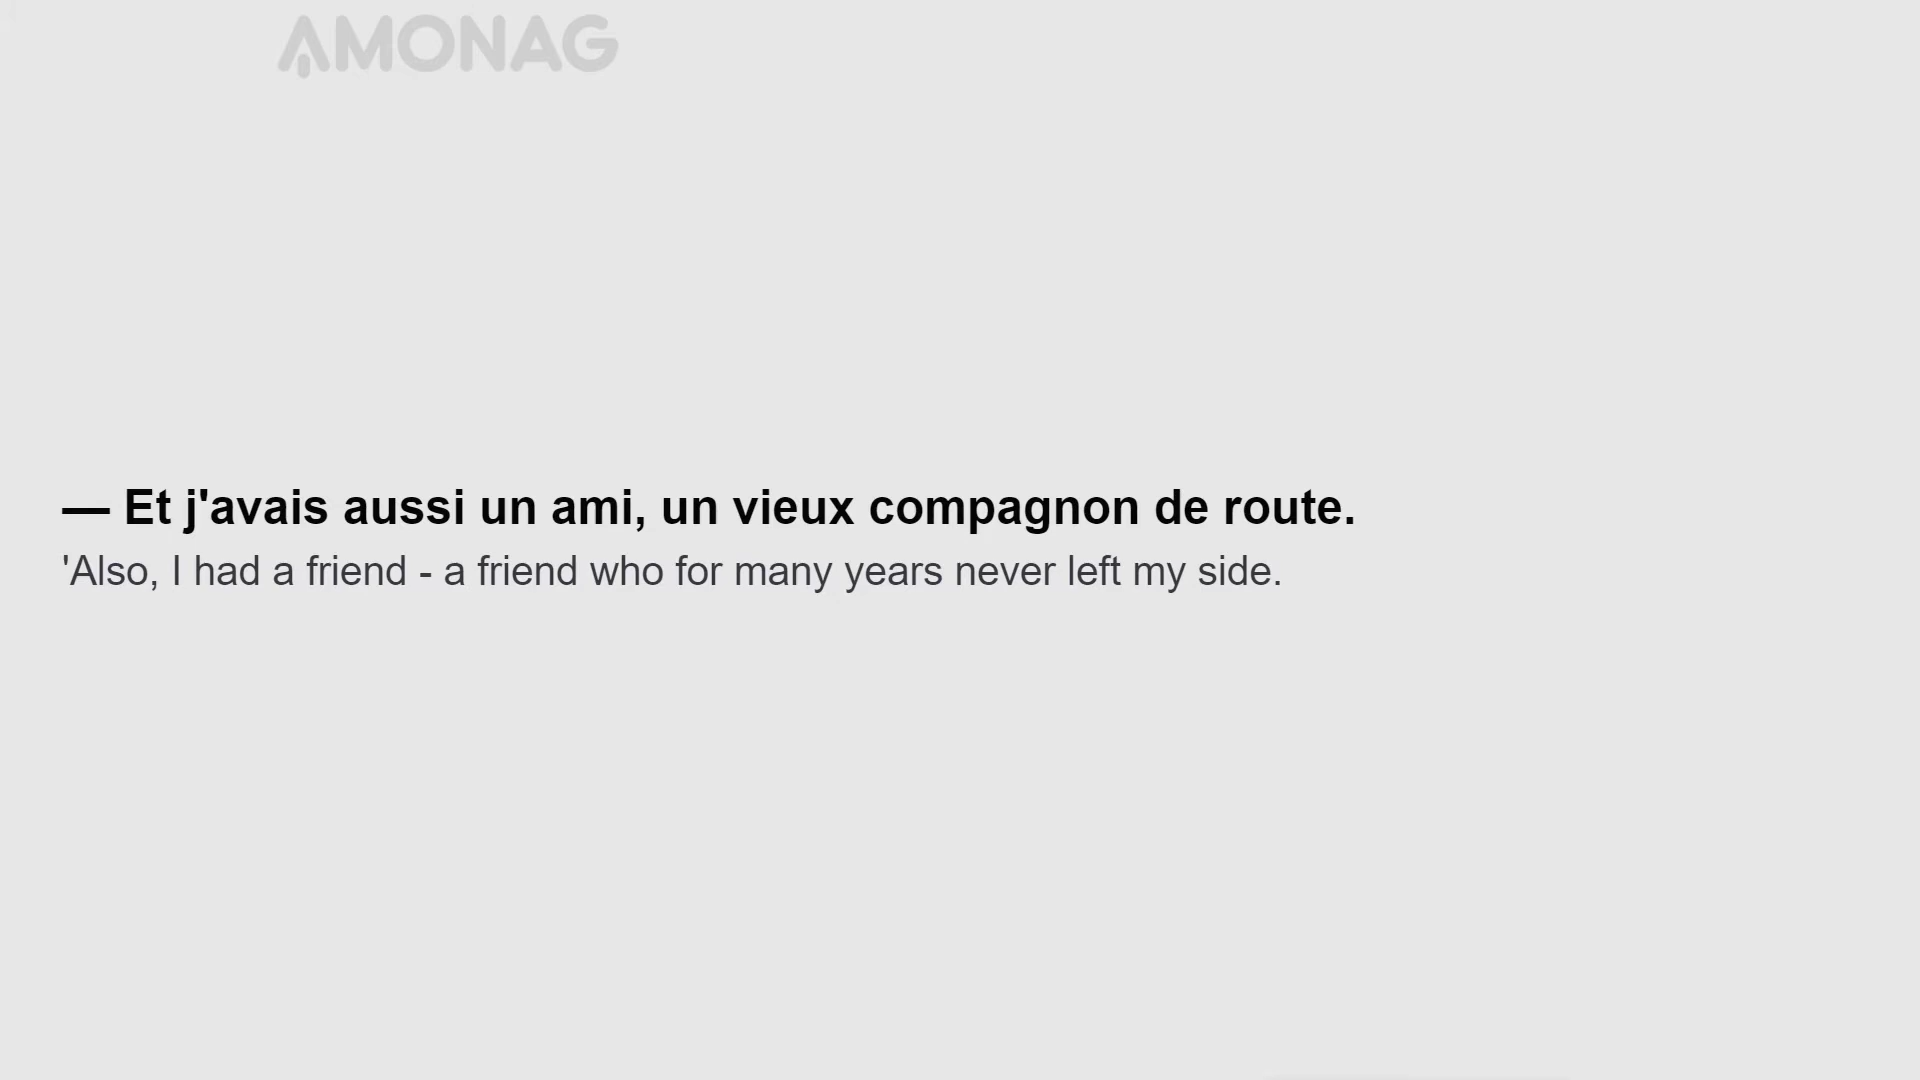 AMONAG
— Et j'avais aussi un ami, un vieux compagnon de route.
'Also, I had a friend - a friend who for many years never left my side.